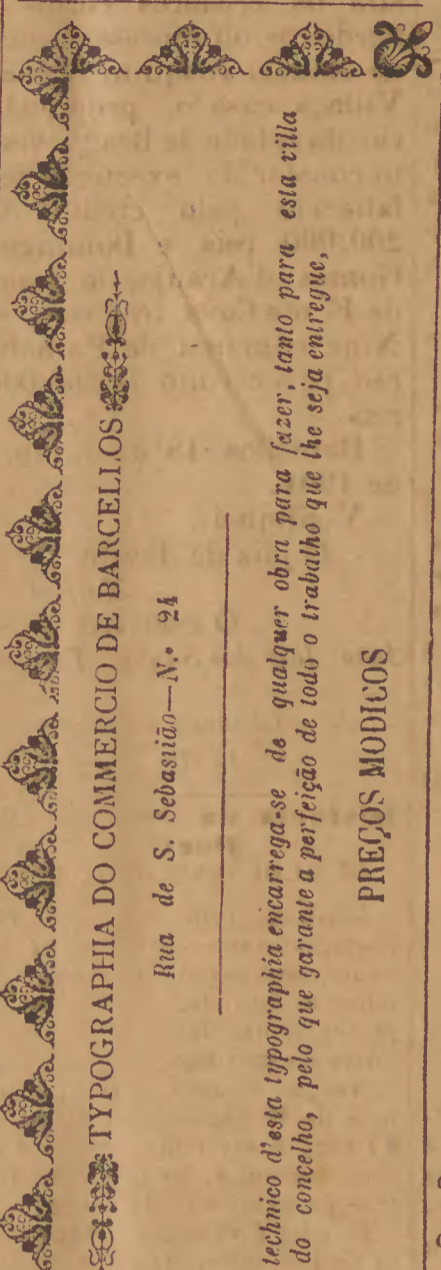 TYPOGRAPHIA DO COMMERCIO DE BARCELLOS
Rua de S. Sebastião—N.º 24
technico d'esta typographia encarrega-se de qualquer obra para fazer, tanto para esta villa
do concelho, pelo que garante a perfeição de todo o trabalho que lhe seja entregue,
PREÇOS MODICOS